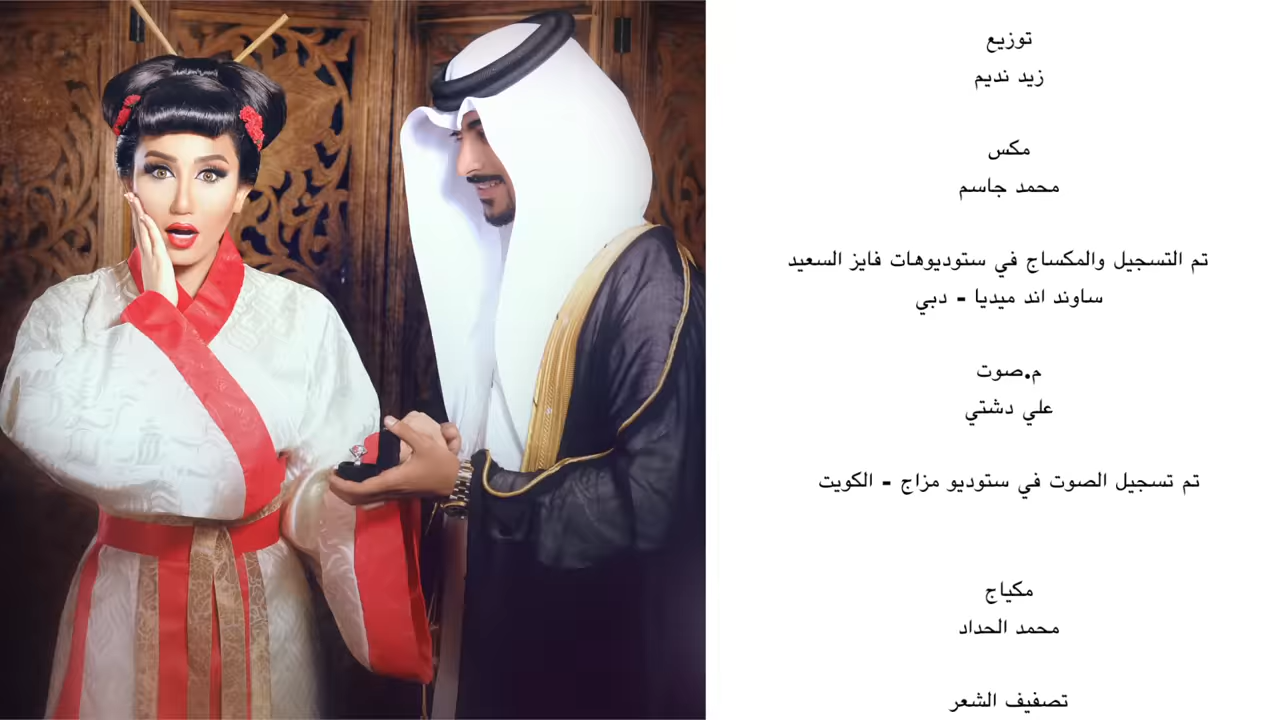 توزيع
زيد نديم
مكس
محمد جاسم
تم التسجيل والمكساج في ستوديوهات فايز السعيد
ساوند اند ميديا - دبي
م.صوت
علي دشتي
تم تسجيل الصوت في ستوديو مزاج - الكويت
مكياج
محمد الحداد
تصفيف الشعر